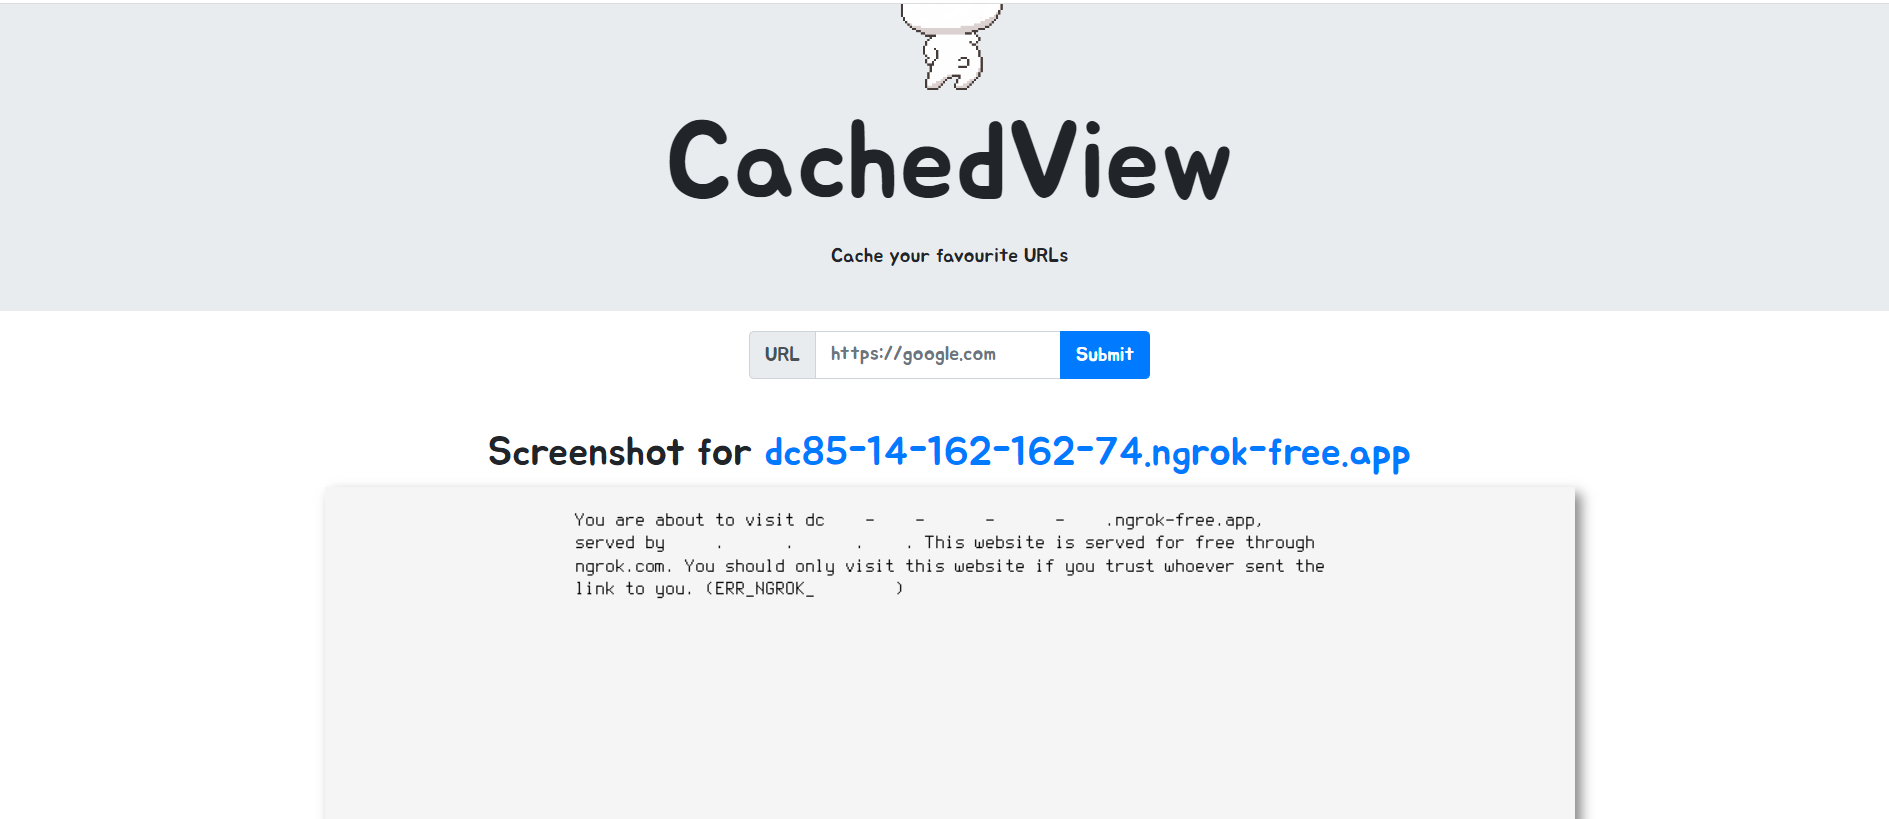 CachedView
Cache your favourite URLs
URL https://google.com Submit
Screenshot for dc85-14-162-162-74.ngrok-free.app
You are about to visit dc - - - - .ngrok-free.app,
served by . . . . This website is served for free through
ngrok.com. You should only visit this website if you trust whoever sent the
link to you. (ERR_NGROK_ )